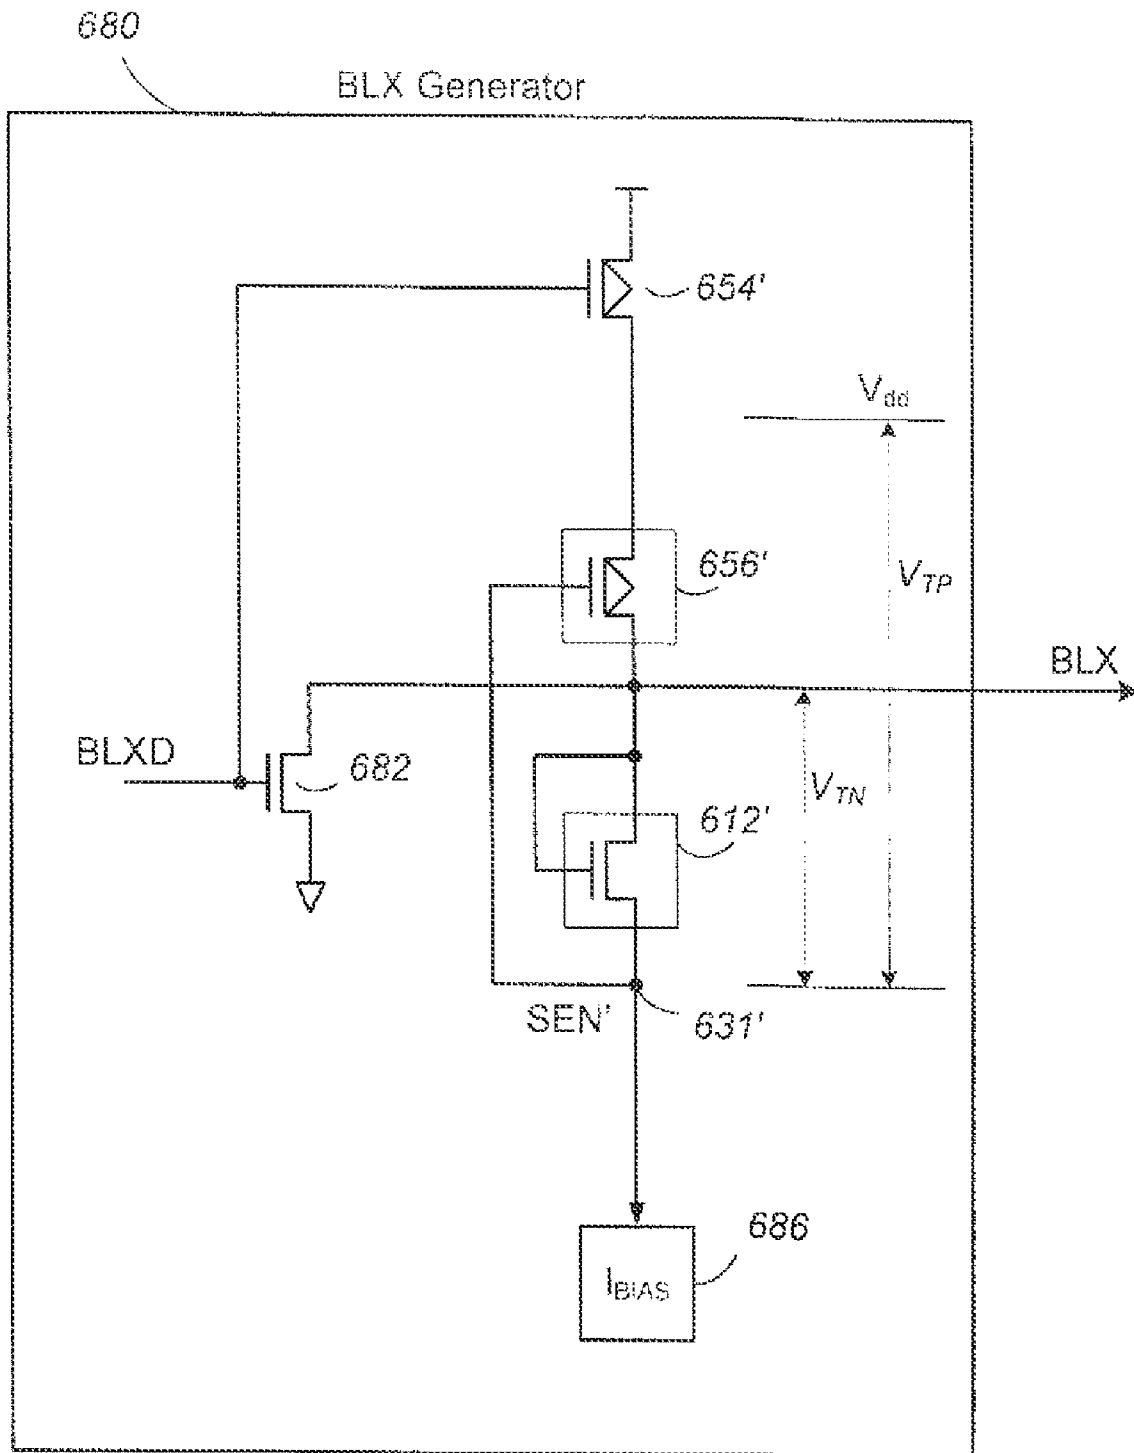 680
BLX Generator
654'
Vdd
656'
VTP
BLX
BLXD
682
VTN
612'
SEN'
631'
686
IBIAS